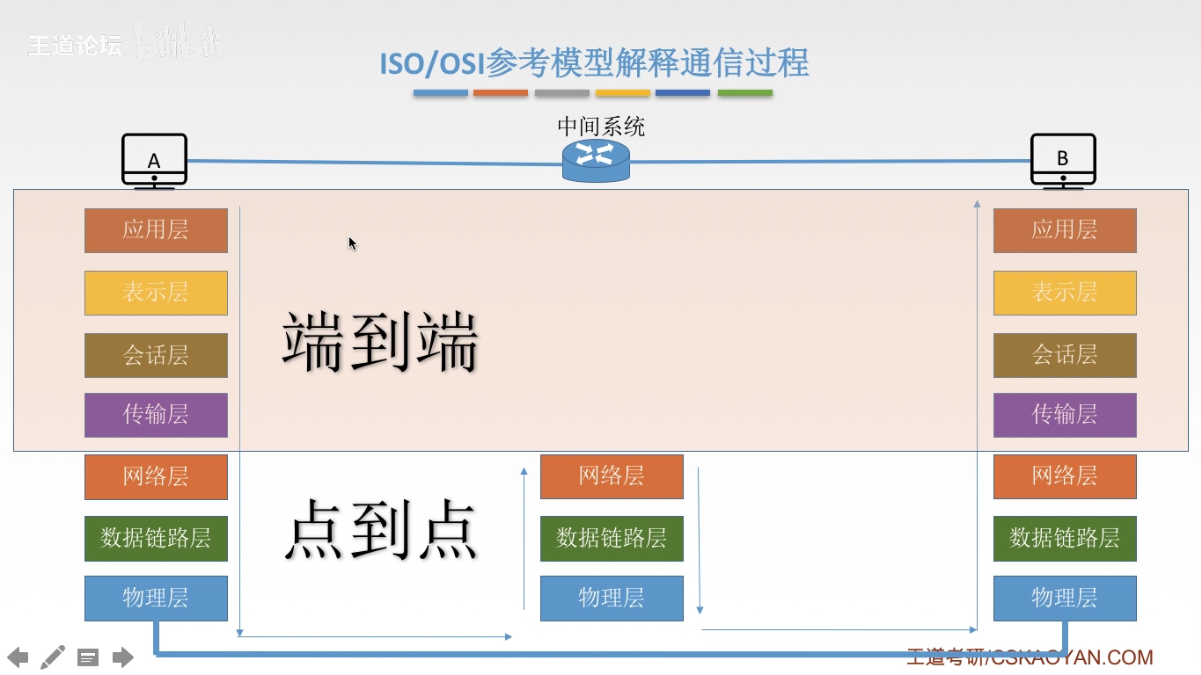 王道论坛 bilibili
ISO/OSI参考模型解释通信过程
中间系统
A
B
应用层
应用层
表示层
表示层
端到端
会话层
会话层
传输层
传输层
网络层
网络层
网络层
点到点
数据链路层
数据链路层
数据链路层
物理层
物理层
物理层
王道考研/CSKAOYAN.COM